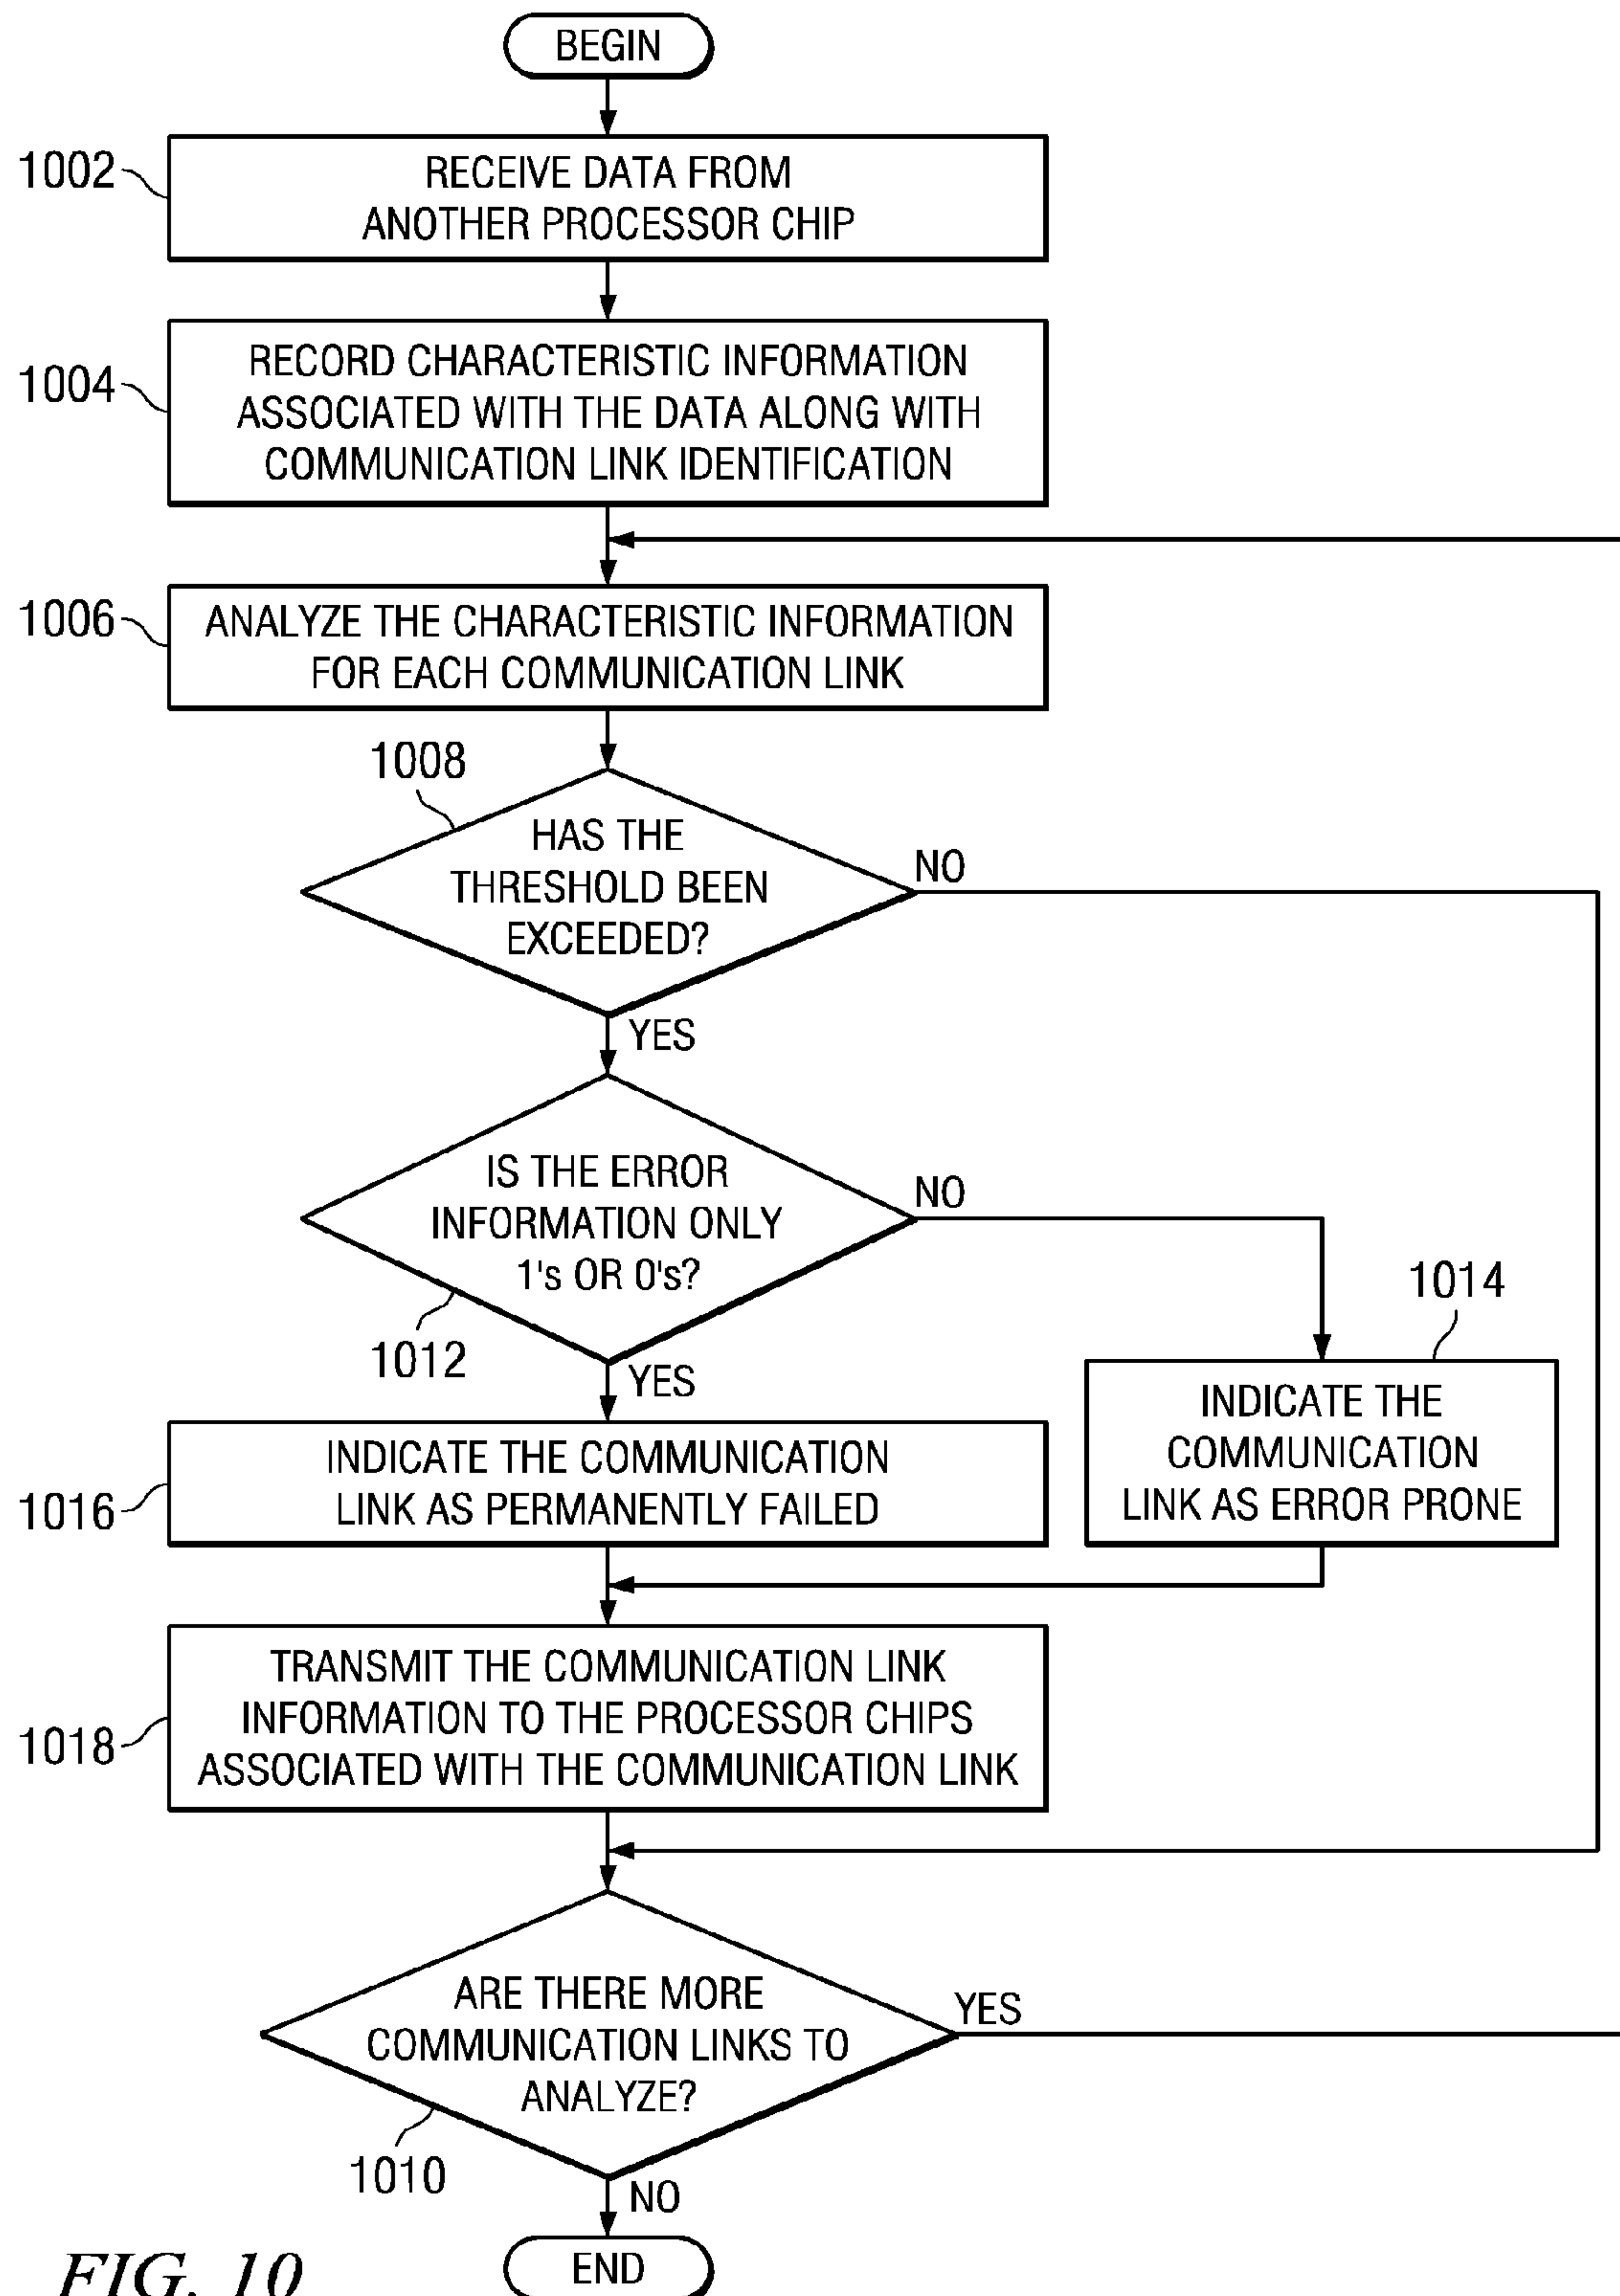 BEGIN
1002
RECEIVE DATA FROM
ANOTHER PROCESSOR CHIP
1004
RECORD CHARACTERISTIC INFORMATION
ASSOCIATED WITH THE DATA ALONG WITH
COMMUNICATION LINK IDENTIFICATION
1006
ANALYZE THE CHARACTERISTIC INFORMATION
FOR EACH COMMUNICATION LINK
1008
HAS THE
THRESHOLD BEEN
EXCEEDED?
NO
YES
IS THE ERROR
INFORMATION ONLY
1's OR 0's?
NO
1012
YES
1014
INDICATE THE
COMMUNICATION
LINK AS ERROR PRONE
INDICATE THE COMMUNICATION
LINK AS PERMANENTLY FAILED
1016
TRANSMIT THE COMMUNICATION LINK
INFORMATION TO THE PROCESSOR CHIPS
ASSOCIATED WITH THE COMMUNICATION LINK
1018
ARE THERE MORE
COMMUNICATION LINKS TO
ANALYZE?
YES
1010
NO
END
FIG. 10